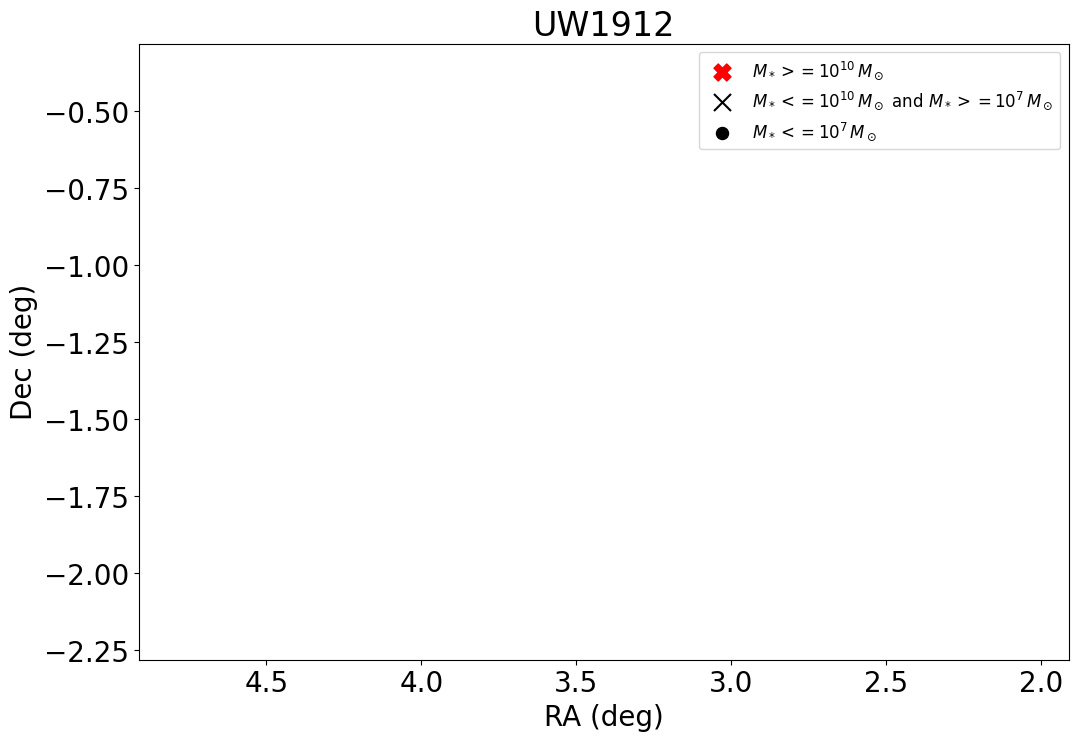 UW1912
M* >= 10^10 M⊙
M* <= 10^10 M⊙ and M* >= 10^7 M⊙
M* <= 10^7 M⊙
−0.50
−0.75
−1.00
−1.25
−1.50
−1.75
−2.00
−2.25
Dec (deg)
4.5 4.0 3.5 3.0 2.5 2.0
RA (deg)